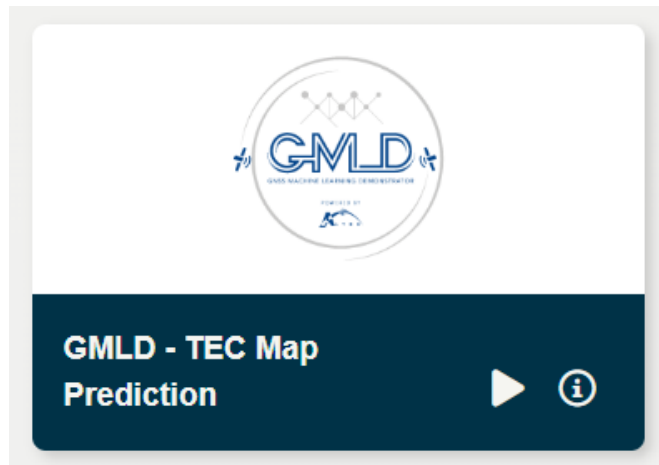 GMLD
GNSS MACHINE LEARNING DEMONSTRATOR
POWERED BY
GMLD - TEC Map
Prediction